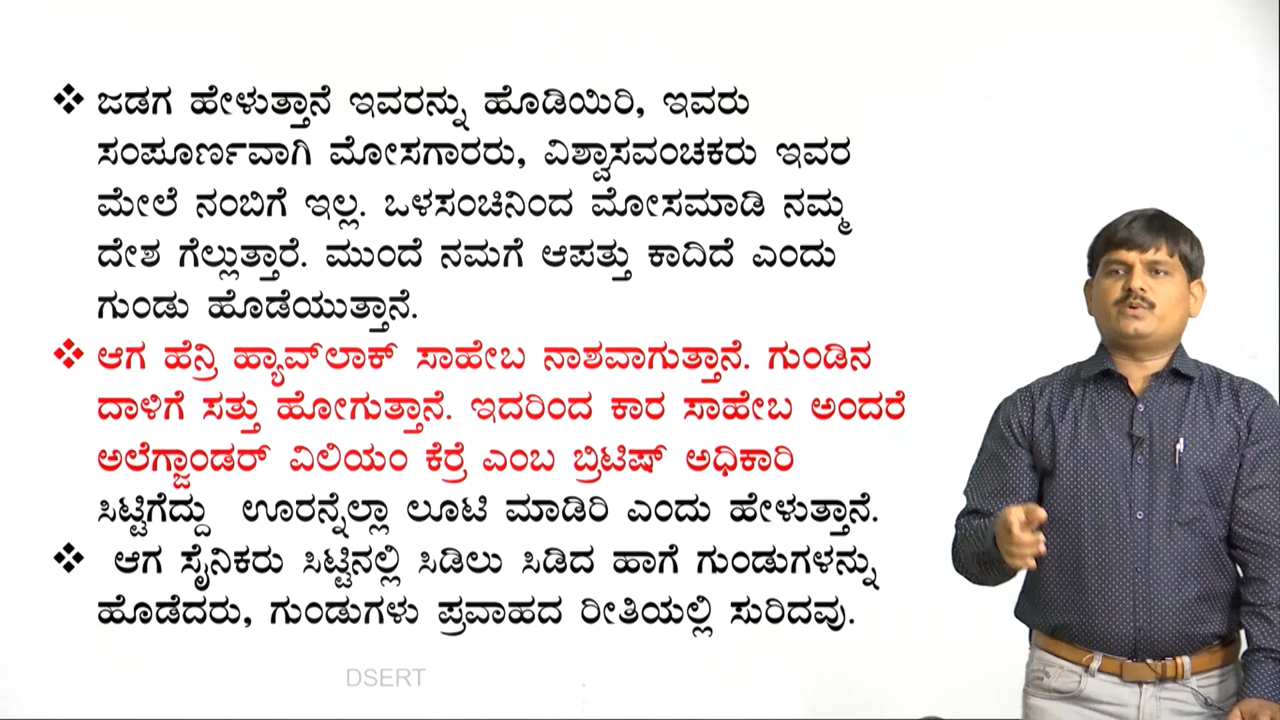 ❖ ಜಡಗ ಹೇಳುತ್ತಾನೆ ಇವರನ್ನು ಹೊಡಿಯಿರಿ, ಇವರು
ಸಂಪೂರ್ಣವಾಗಿ ಮೋಸಗಾರರು, ವಿಶ್ವಾಸವಂಚಕರು ಇವರ
ಮೇಲೆ ನಂಬಿಗೆ ಇಲ್ಲ. ಒಳಸಂಚಿನಿಂದ ಮೋಸಮಾಡಿ ನಮ್ಮ
ದೇಶ ಗೆಲ್ಲುತ್ತಾರೆ. ಮುಂದೆ ನಮಗೆ ಆಪತ್ತು ಕಾದಿದೆ ಎಂದು
ಗುಂಡು ಹೊಡೆಯುತ್ತಾನೆ.
❖ ಆಗ ಹೆನ್ರಿ ಹ್ಯಾವ್‌ಲಾಕ್ ಸಾಹೇಬ ನಾಶವಾಗುತ್ತಾನೆ. ಗುಂಡಿನ
ದಾಳಿಗೆ ಸತ್ತು ಹೋಗುತ್ತಾನೆ. ಇದರಿಂದ ಕಾರ ಸಾಹೇಬ ಅಂದರೆ
ಅಲೆಗ್ಜಾಂಡರ್ ವಿಲಿಯಂ ಕೆರ್ರೆ ಎಂಬ ಬ್ರಿಟಿಷ್ ಅಧಿಕಾರಿ
ಸಿಟ್ಟಿಗೆದ್ದು ಊರನ್ನೆಲ್ಲಾ ಲೂಟಿ ಮಾಡಿರಿ ಎಂದು ಹೇಳುತ್ತಾನೆ.
❖ ಆಗ ಸೈನಿಕರು ಸಿಟ್ಟಿನಲ್ಲಿ ಸಿಡಿಲು ಸಿಡಿದ ಹಾಗೆ ಗುಂಡುಗಳನ್ನು
ಹೊಡೆದರು, ಗುಂಡುಗಳು ಪ್ರವಾಹದ ರೀತಿಯಲ್ಲಿ ಸುರಿದವು.
DSERT